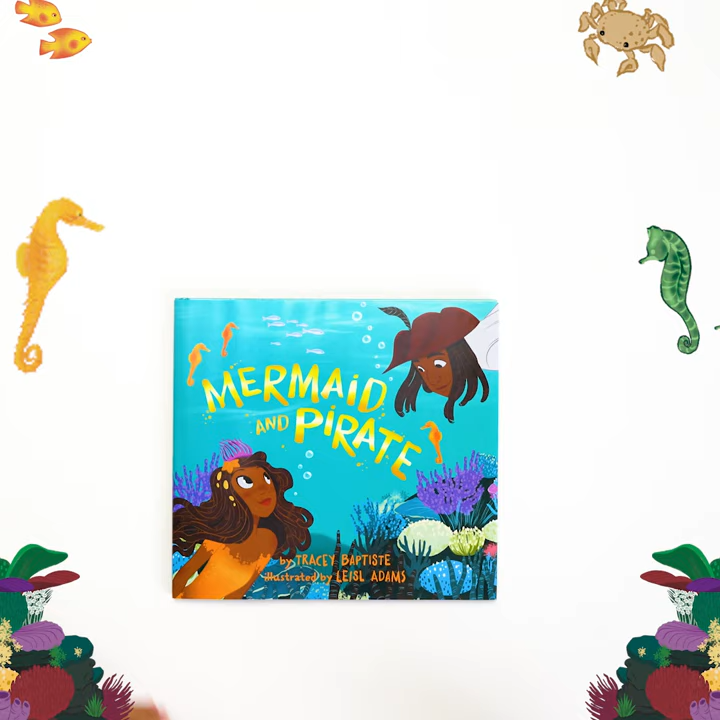 MERMAiD
AND PiRATE
by TRACEY BAPTISTE
illustrated by LEISL ADAMS